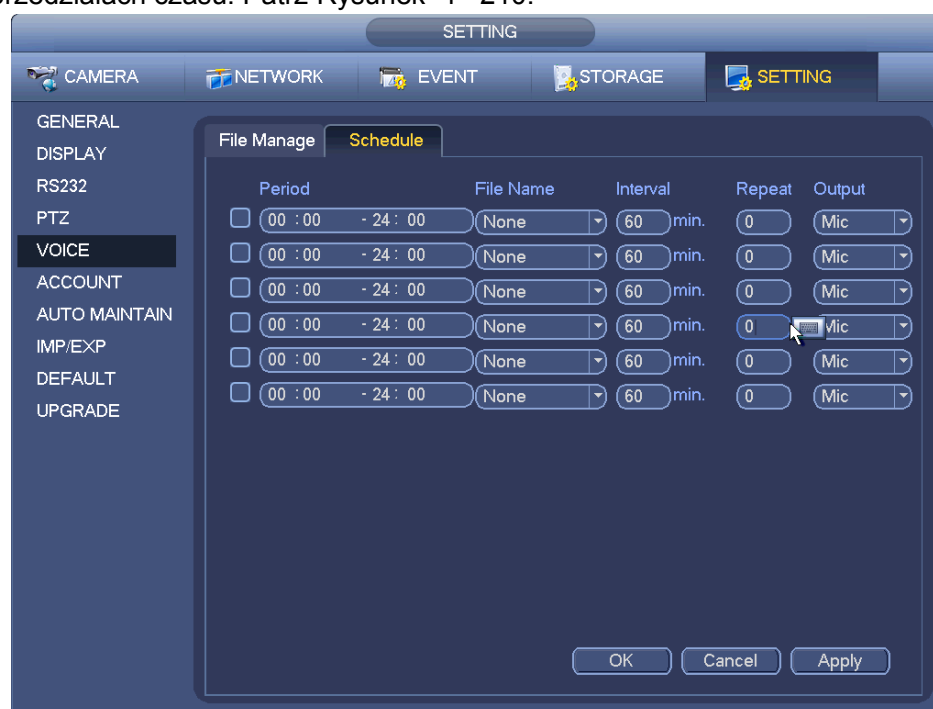 czasu. Patrz Rysunek
SETTING
CAMERA NETWORK EVENT STORAGE SETTING
GENERAL
DISPLAY
RS232
PTZ
VOICE
ACCOUNT
AUTO MAINTAIN
IMP/EXP
DEFAULT
UPGRADE
File Manage Schedule
Period File Name Interval Repeat Output
00 : 00 - 24 : 00 None 60 min. 0 Mic
00 : 00 - 24 : 00 None 60 min. 0 Mic
00 : 00 - 24 : 00 None 60 min. 0 Mic
00 : 00 - 24 : 00 None 60 min. 0 Mic
00 : 00 - 24 : 00 None 60 min. 0 Mic
00 : 00 - 24 : 00 None 60 min. 0 Mic
OK Cancel Apply